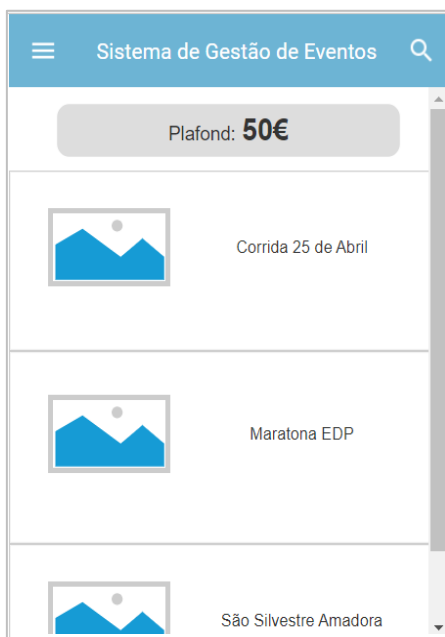 Sistema de Gestão de Eventos
Plafond: 50€
Corrida 25 de Abril
Maratona EDP
São Silvestre Amadora